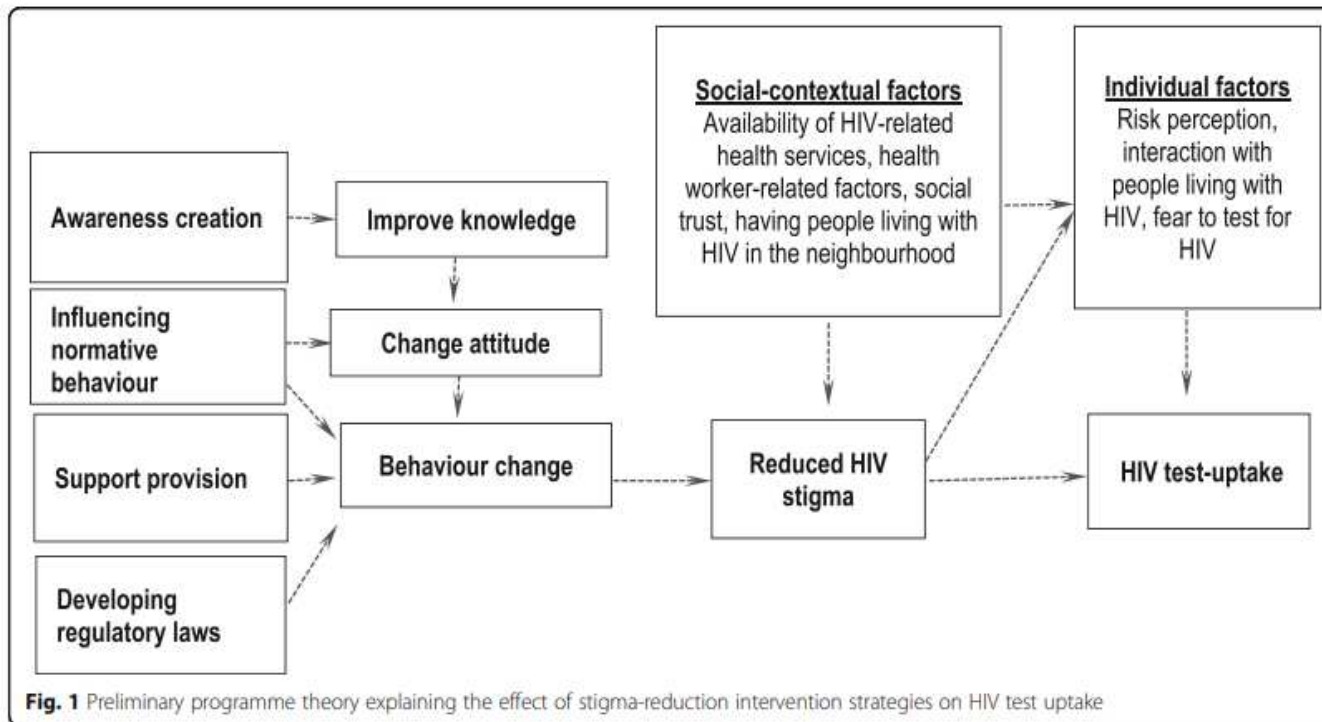 Awareness creation
Influencing
normative
behaviour
Support provision
Developing
regulatory laws
Improve knowledge
Change attitude
Behaviour change
Social-contextual factors
Availability of HIV-related
health services, health
worker-related factors, social
trust, having people living with
HIV in the neighbourhood
Reduced HIV
stigma
Individual factors
Risk perception,
interaction with
people living with
HIV, fear to test for
HIV
HIV test-uptake
Fig. 1 Preliminary programme theory explaining the effect of stigma-reduction intervention strategies on HIV test uptake